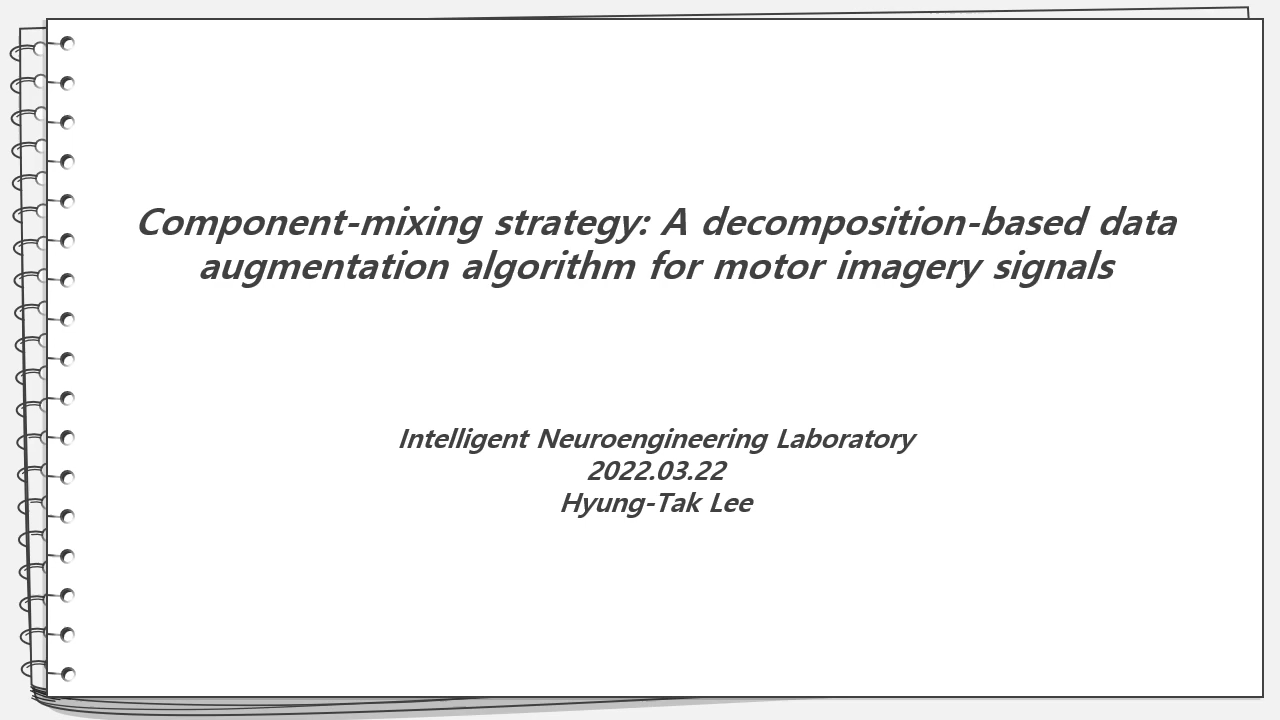 Component-mixing strategy: A decomposition-based data
augmentation algorithm for motor imagery signals
Intelligent Neuroengineering Laboratory
2022.03.22
Hyung-Tak Lee